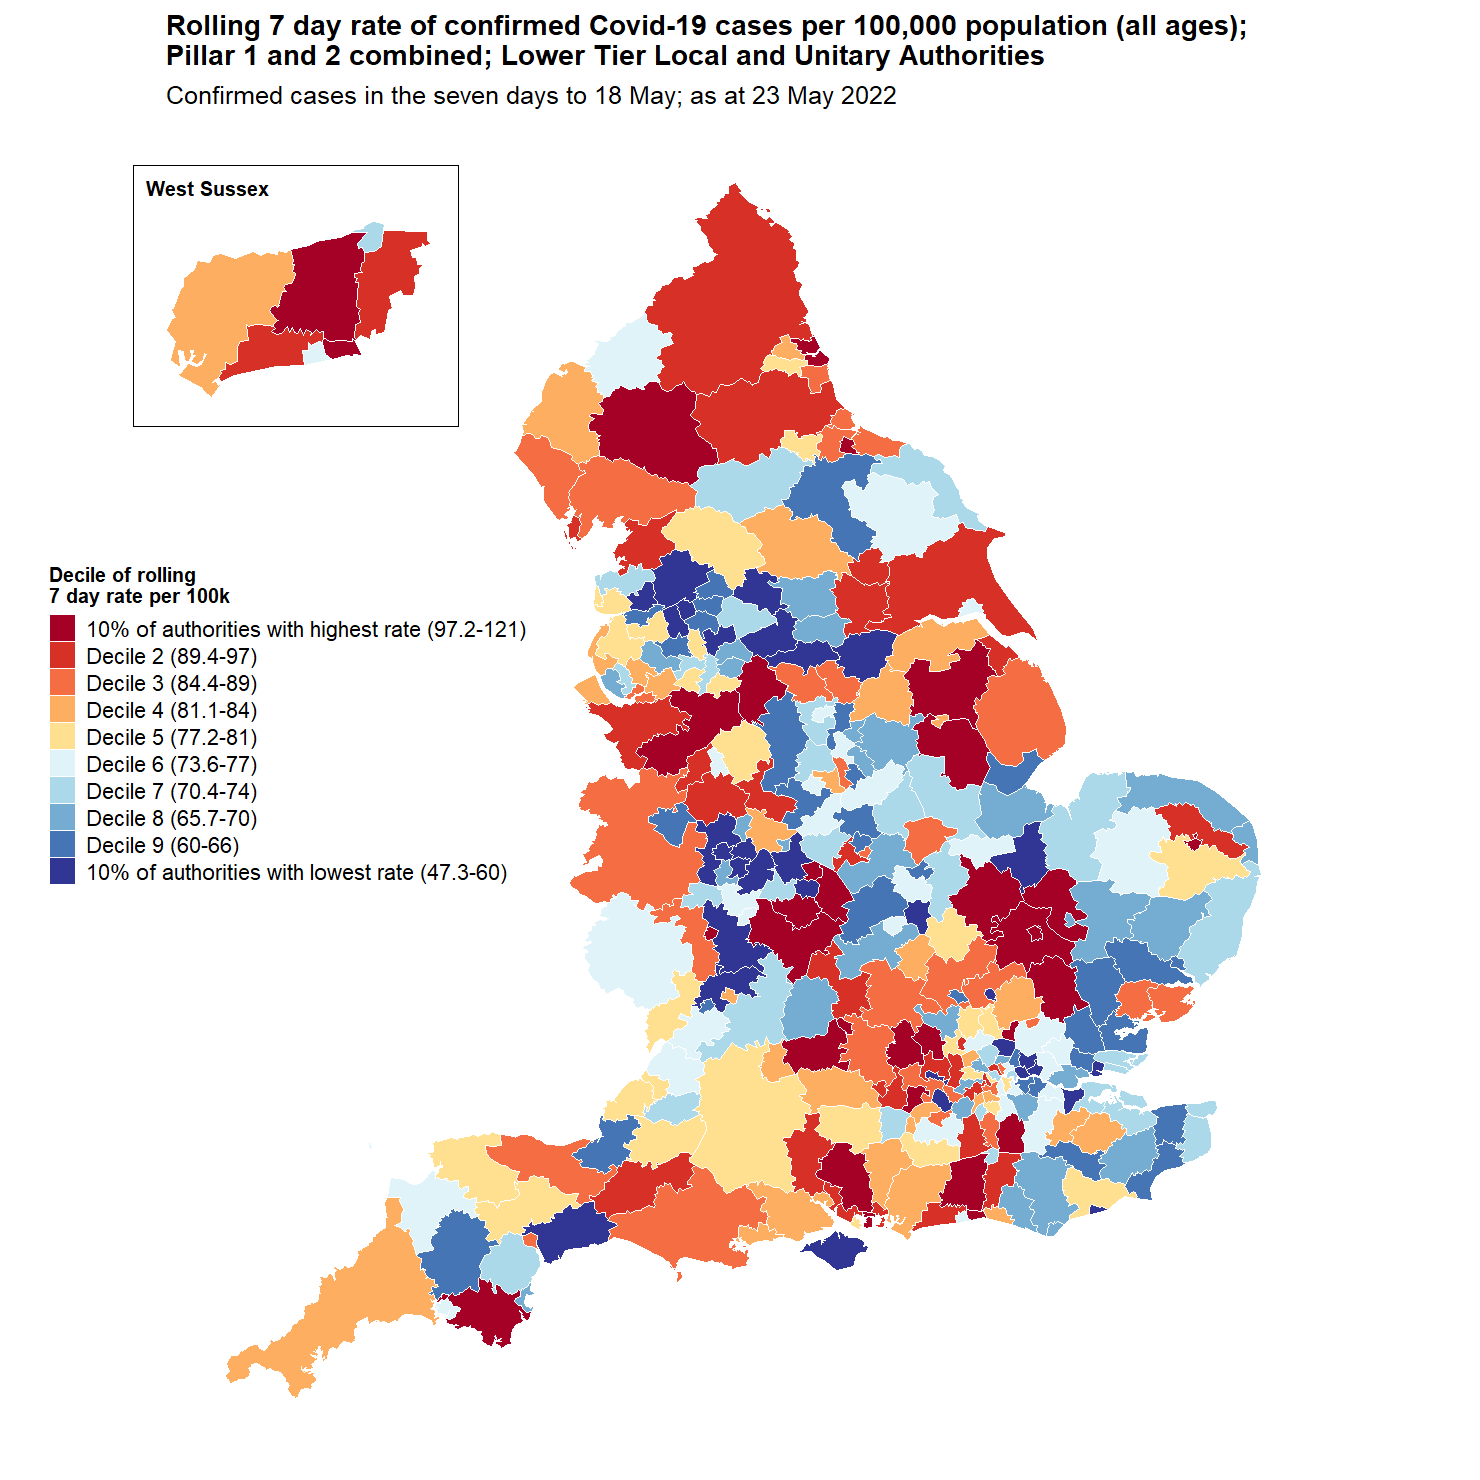 Rolling 7 day rate of confirmed Covid-19 cases per 100,000 population (all ages);
Pillar 1 and 2 combined; Lower Tier Local and Unitary Authorities
Confirmed cases in the seven days to 18 May; as at 23 May 2022
West Sussex
Decile of rolling
7 day rate per 100k
10% of authorities with highest rate (97.2-121)
Decile 2 (89.4-97)
Decile 3 (84.4-89)
Decile 4 (81.1-84)
Decile 5 (77.2-81)
Decile 6 (73.6-77)
Decile 7 (70.4-74)
Decile 8 (65.7-70)
Decile 9 (60-66)
10% of authorities with lowest rate (47.3-60)